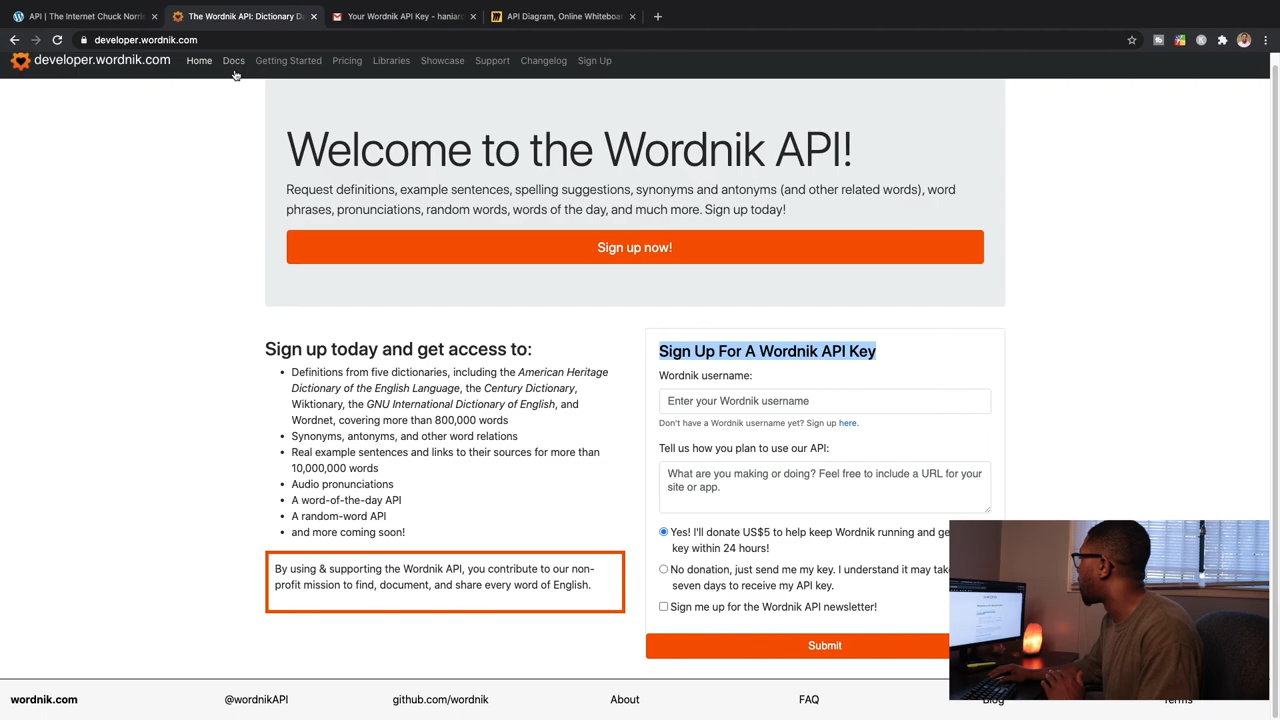 API | The Internet Chuck Norri
The Wordnik API: Dictionary Da
Your Wordnik API Key - haniaro
API Diagram, Online Whiteboa
developer.wordnik.com
developer.wordnik.com Home Docs Getting Started Pricing Libraries Showcase Support Changelog Sign Up
Welcome to the Wordnik API!
Request definitions, example sentences, spelling suggestions, synonyms and antonyms (and other related words), word
phrases, pronunciations, random words, words of the day, and much more. Sign up today!
Sign up now!
Sign up today and get access to:
• Definitions from five dictionaries, including the American Heritage
Dictionary of the English Language, the Century Dictionary,
Wiktionary, the GNU International Dictionary of English, and
Wordnet, covering more than 800,000 words
• Synonyms, antonyms, and other word relations
• Real example sentences and links to their sources for more than
10,000,000 words
• Audio pronunciations
• A word-of-the-day API
• A random-word API
• and more coming soon!
By using & supporting the Wordnik API, you contribute to our non-
profit mission to find, document, and share every word of English.
Sign Up For A Wordnik API Key
Wordnik username:
Enter your Wordnik username
Don't have a Wordnik username yet? Sign up here.
Tell us how you plan to use our API:
What are you making or doing? Feel free to include a URL for your
site or app.
Yes! I'll donate US$5 to help keep Wordnik running and ge
key within 24 hours!
No donation, just send me my key. I understand it may take
seven days to receive my API key.
Sign me up for the Wordnik API newsletter!
Submit
wordnik.com @wordnikAPI github.com/wordnik About FAQ Blog Terms